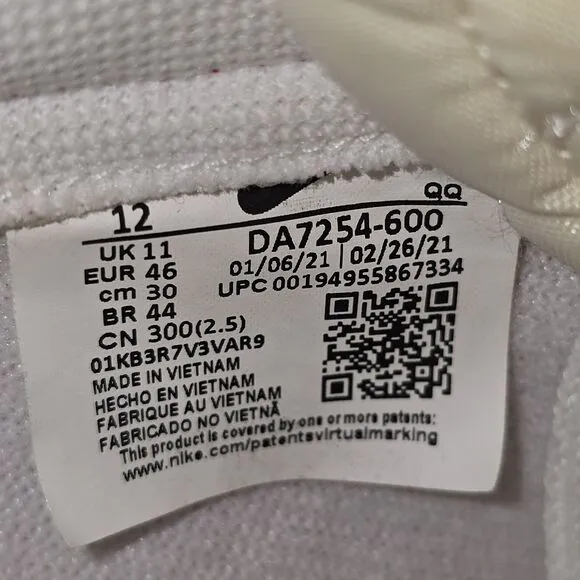 QQ
12
DA7254-600
UK 11
01/06/21 | 02/26/21
EUR 46
UPC 00194955867334
cm 30
BR 44
CN 300(2.5)
01KB3R7V3VAR9
MADE IN VIETNAM
HECHO EN VIETNAM
FABRIQUE AU VIETNAM
FABRICADO NO VIETNÃ
This product is covered by one or more patents:
www.nike.com/patentsvirtualmarking